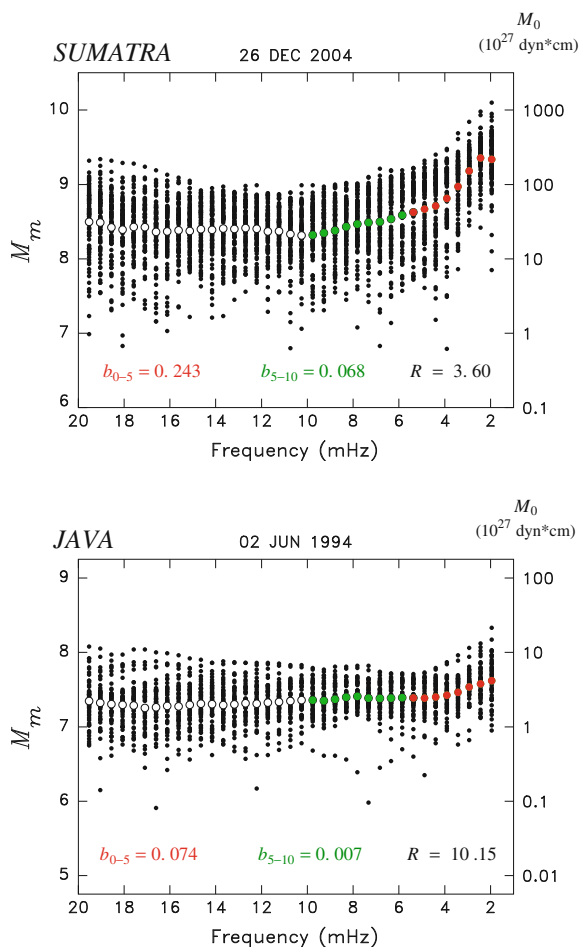 SUMATRA 26 DEC 2004
M0
(10^27 dyn*cm)
10
9
8
7
6
Mm
1000
100
10
1
0.1
b0–5 = 0. 243 b5–10 = 0. 068 R = 3. 60
20 18 16 14 12 10 8 6 4 2
Frequency (mHz)
JAVA 02 JUN 1994
M0
(10^27 dyn*cm)
9
8
7
6
5
Mm
100
10
1
0.1
0.01
b0–5 = 0. 074 b5–10 = 0. 007 R = 10 .15
20 18 16 14 12 10 8 6 4 2
Frequency (mHz)